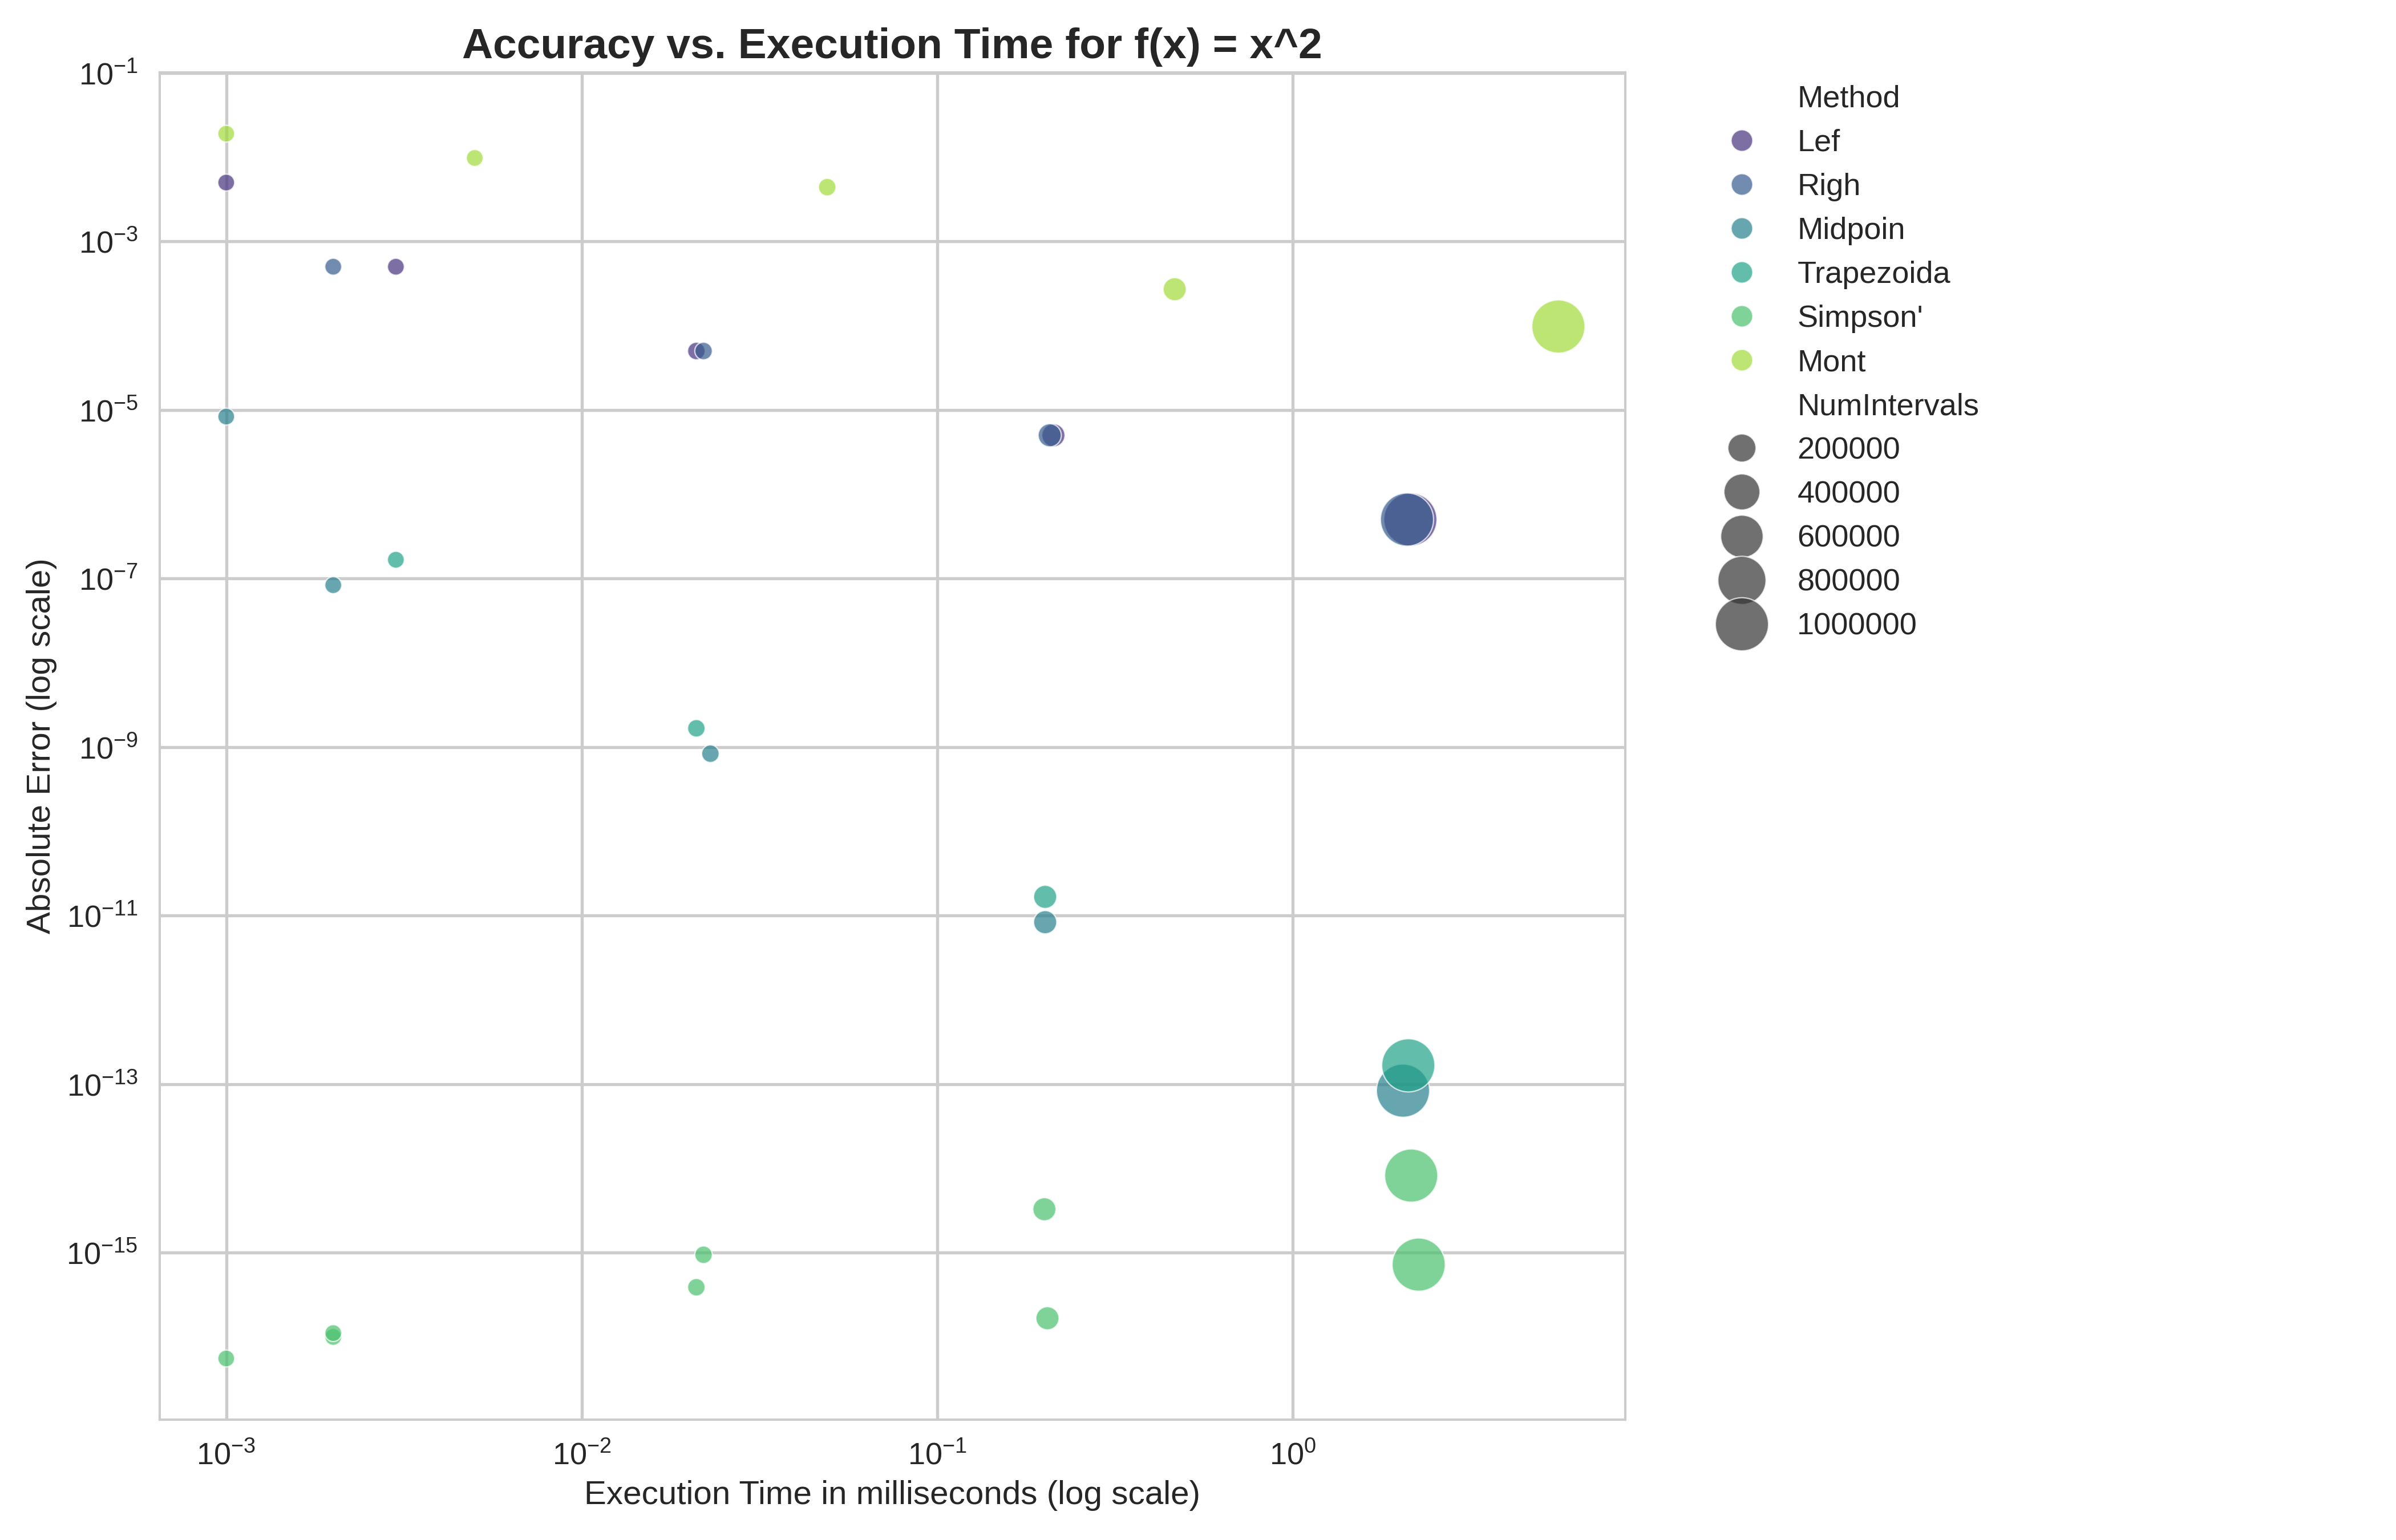 Accuracy vs. Execution Time for f(x) = x^2
Absolute Error (log scale)
10⁻¹
10⁻³
10⁻⁵
10⁻⁷
10⁻⁹
10⁻¹¹
10⁻¹³
10⁻¹⁵
10⁻³ 10⁻² 10⁻¹ 10⁰
Execution Time in milliseconds (log scale)
Method
Lef
Righ
Midpoin
Trapezoida
Simpson'
Mont
NumIntervals
200000
400000
600000
800000
1000000